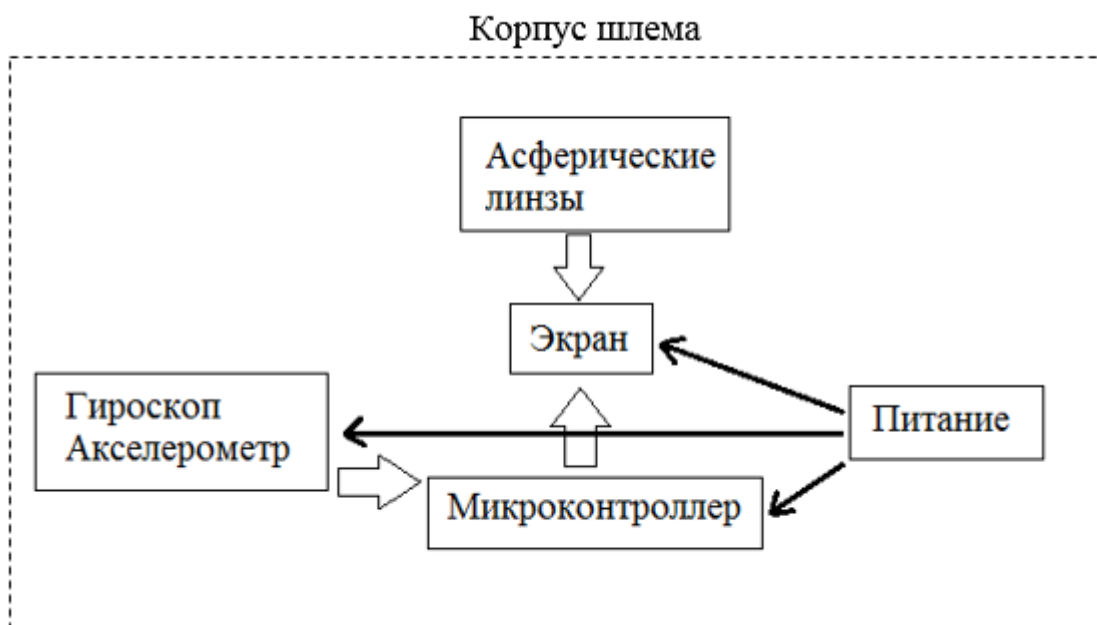 Корпус шлема
Асферические
линзы
Экран
Гироскоп
Акселерометр
Питание
Микроконтроллер